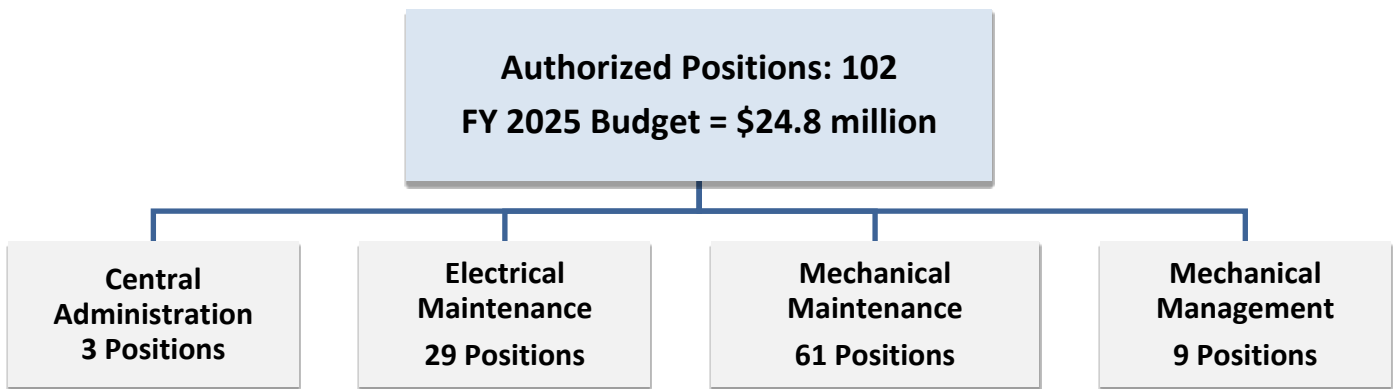 Authorized Positions: 102
FY 2025 Budget = $24.8 million
Central
Administration
3 Positions
Electrical
Maintenance
29 Positions
Mechanical
Maintenance
61 Positions
Mechanical
Management
9 Positions